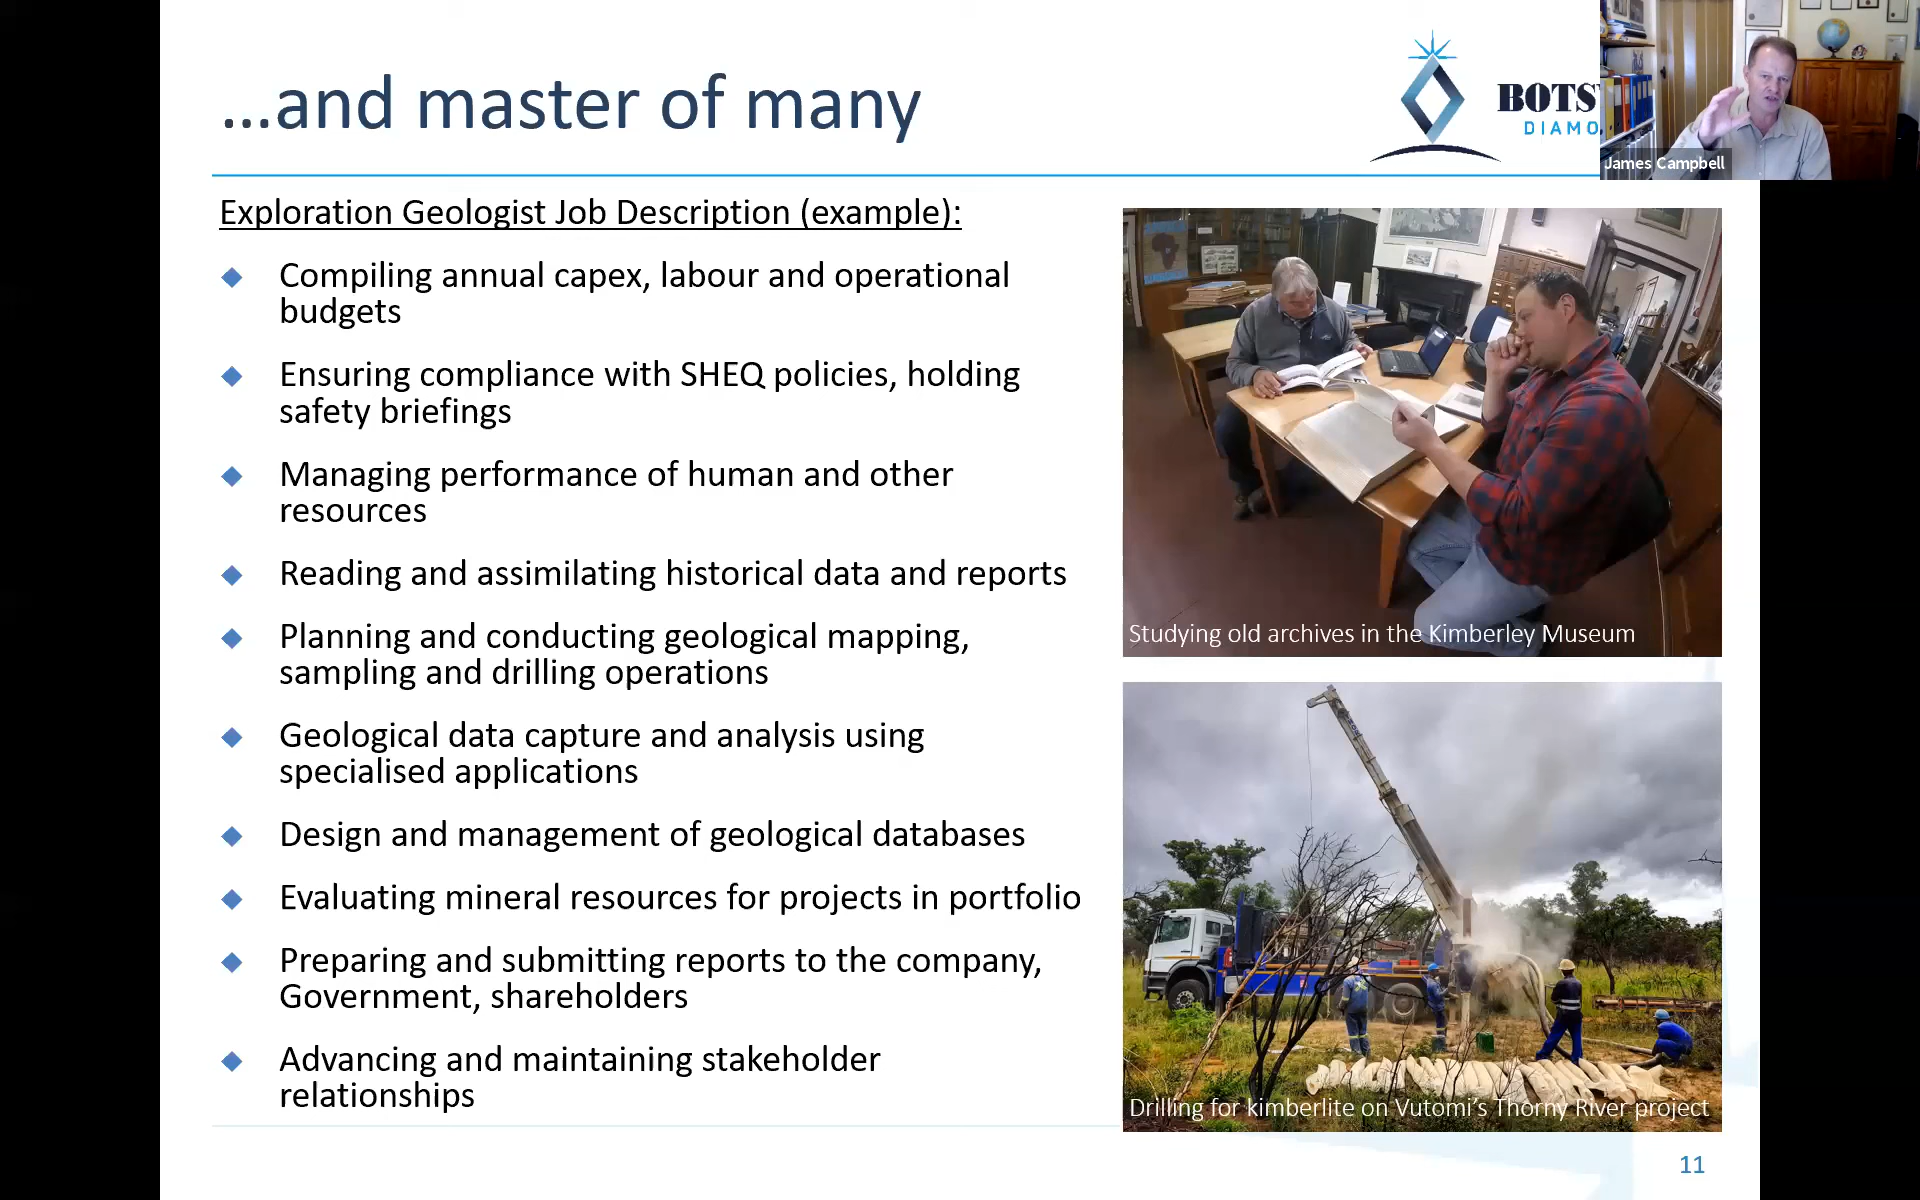 ...and master of many
BOTS
DIAMO
James Campbell
Exploration Geologist Job Description (example):
Compiling annual capex, labour and operational
budgets
Ensuring compliance with SHEQ policies, holding
safety briefings
Managing performance of human and other
resources
Reading and assimilating historical data and reports
Planning and conducting geological mapping,
sampling and drilling operations
Geological data capture and analysis using
specialised applications
Design and management of geological databases
Evaluating mineral resources for projects in portfolio
Preparing and submitting reports to the company,
Government, shareholders
Advancing and maintaining stakeholder
relationships
Studying old archives in the Kimberley Museum
Drilling for kimberlite on Vutomi's Thorny River project
11